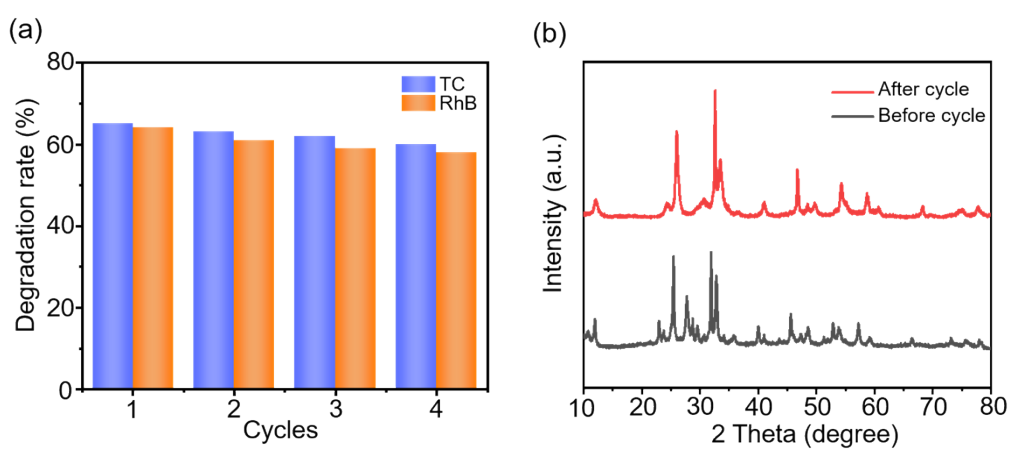 (a)
Degradation rate (%)
80
60
40
20
0
TC
RhB
1 2 3 4
Cycles
(b)
Intensity (a.u.)
After cycle
Before cycle
10 20 30 40 50 60 70 80
2 Theta (degree)